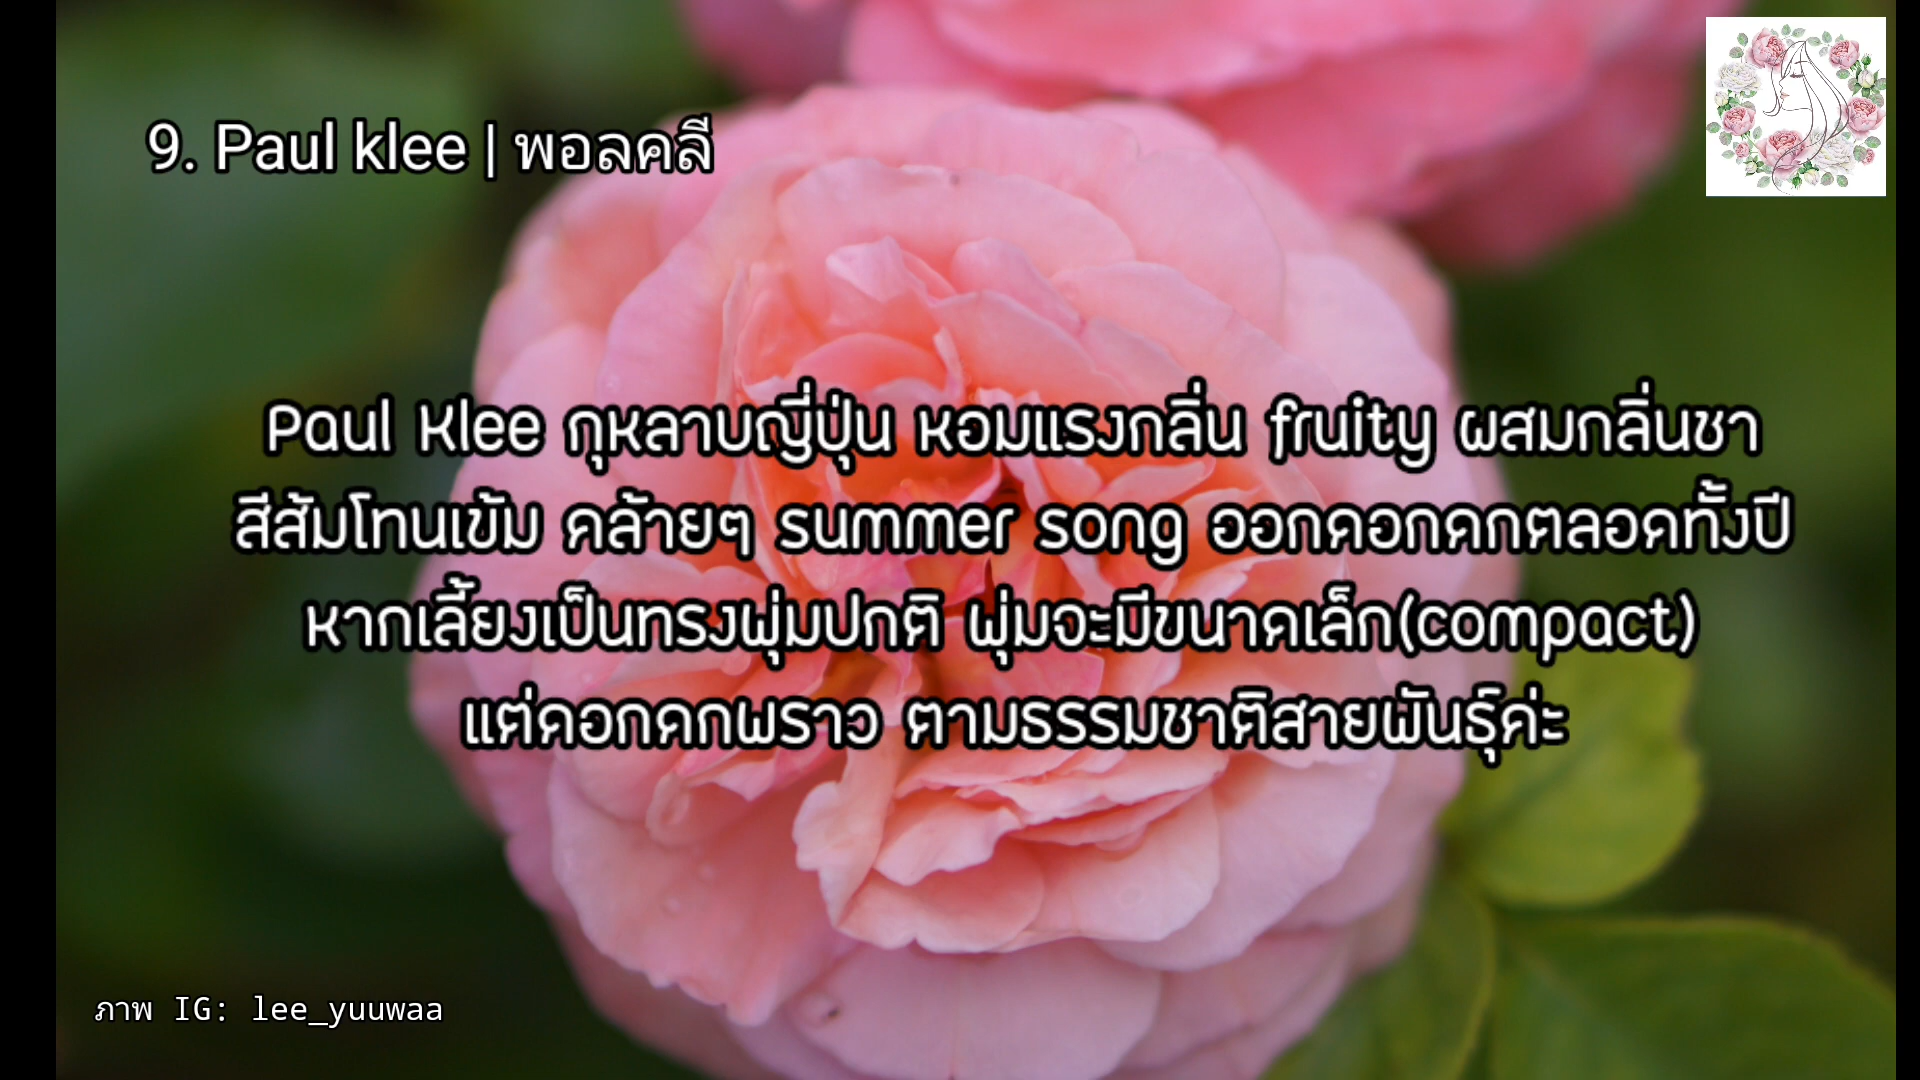 9. Paul klee | พอลคลี
Paul Klee กุหลาบญี่ปุ่น หอมแรงกลิ่น fruity ผสมกลิ่นชา
สีส้มโทนเข้ม คล้ายๆ summer song ออกดอกดกตลอดทั้งปี
หากเลี้ยงเป็นทรงพุ่มปกติ พุ่มจะมีขนาดเล็ก(compact)
แต่ดอกดกพราว ตามธรรมชาติสายพันธุ์ค่ะ
ภาพ IG: lee_yuuwaa